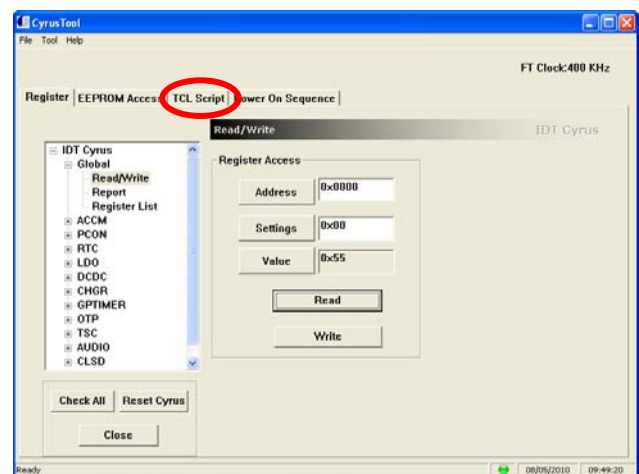 CyrusTool
File Tool Help
FT Clock:400 KHz
Register EEPROM Access TCL Script Power On Sequence
Read/Write IDT Cyrus
IDT Cyrus
Global
Read/Write
Report
Register List
ACCM
PCON
RTC
LDO
DCDC
CHGR
GPTIMER
OTP
TSC
AUDIO
CLSD
Register Access
Address 0x0000
Settings 0x00
Value 0x55
Read
Write
Check All Reset Cyrus
Close
Ready 08/05/2010 09:49:20